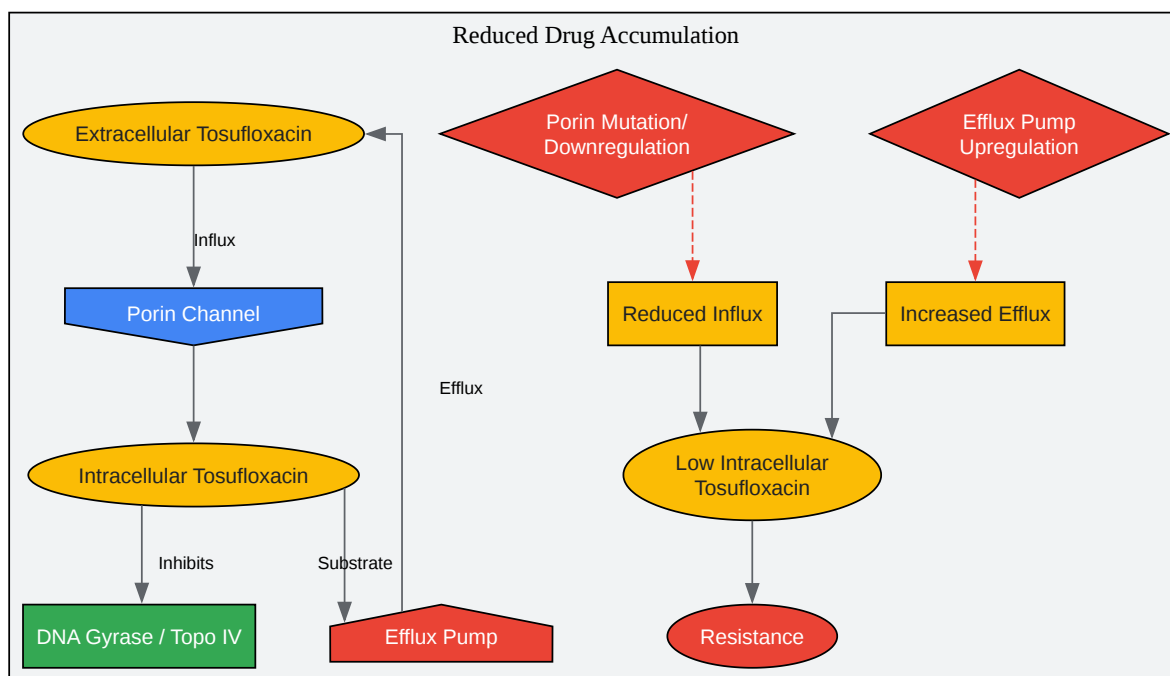 Reduced Drug Accumulation
Extracellular Tosufloxacin
Porin Mutation/
Downregulation
Efflux Pump
Upregulation
Influx
Porin Channel
Reduced Influx
Increased Efflux
Efflux
Intracellular Tosufloxacin
Low Intracellular
Tosufloxacin
Inhibits
Substrate
DNA Gyrase / Topo IV
Efflux Pump
Resistance